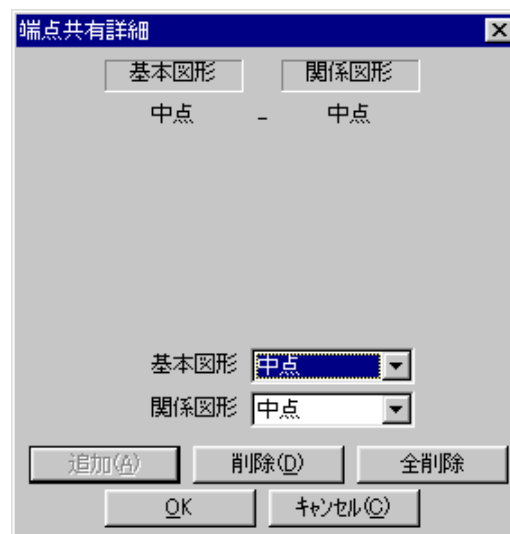 端点共有詳細
基本図形 関係図形
中点 - 中点
基本図形 中点
関係図形 中点
追加(A) 削除(D) 全削除
OK キャンセル(C)